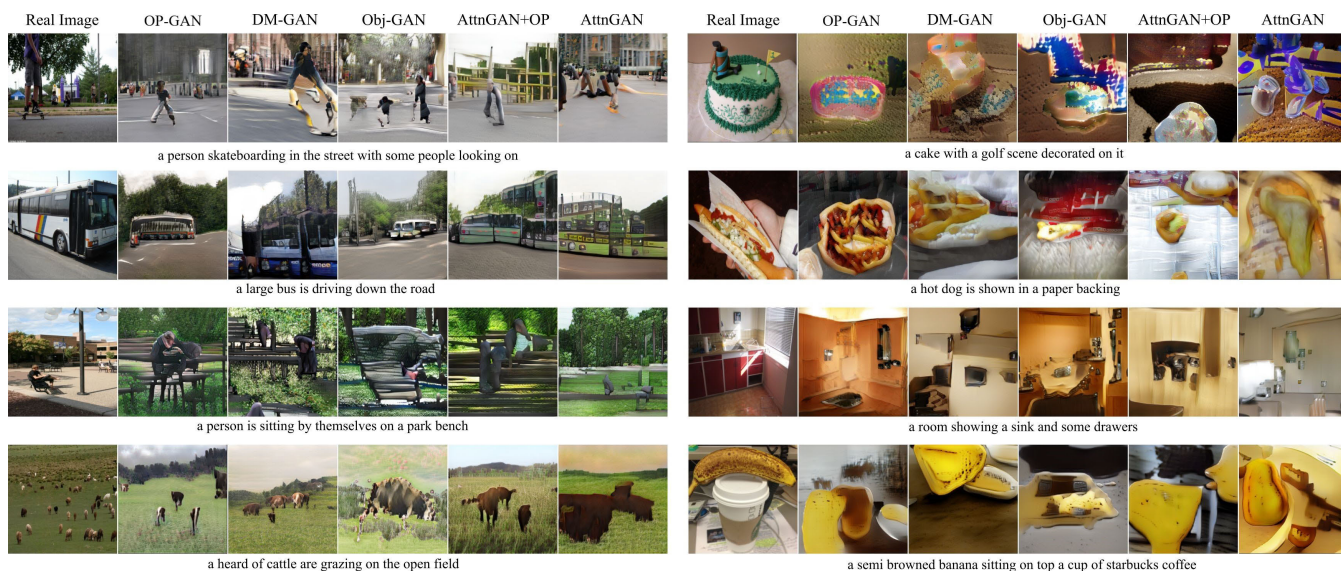 Real Image OP-GAN DM-GAN Obj-GAN AttnGAN+OP AttnGAN
a person skateboarding in the street with some people looking on
a large bus is driving down the road
a person is sitting by themselves on a park bench
a heard of cattle are grazing on the open field
Real Image OP-GAN DM-GAN Obj-GAN AttnGAN+OP AttnGAN
a cake with a golf scene decorated on it
a hot dog is shown in a paper backing
a room showing a sink and some drawers
a semi browned banana sitting on top a cup of starbucks coffee